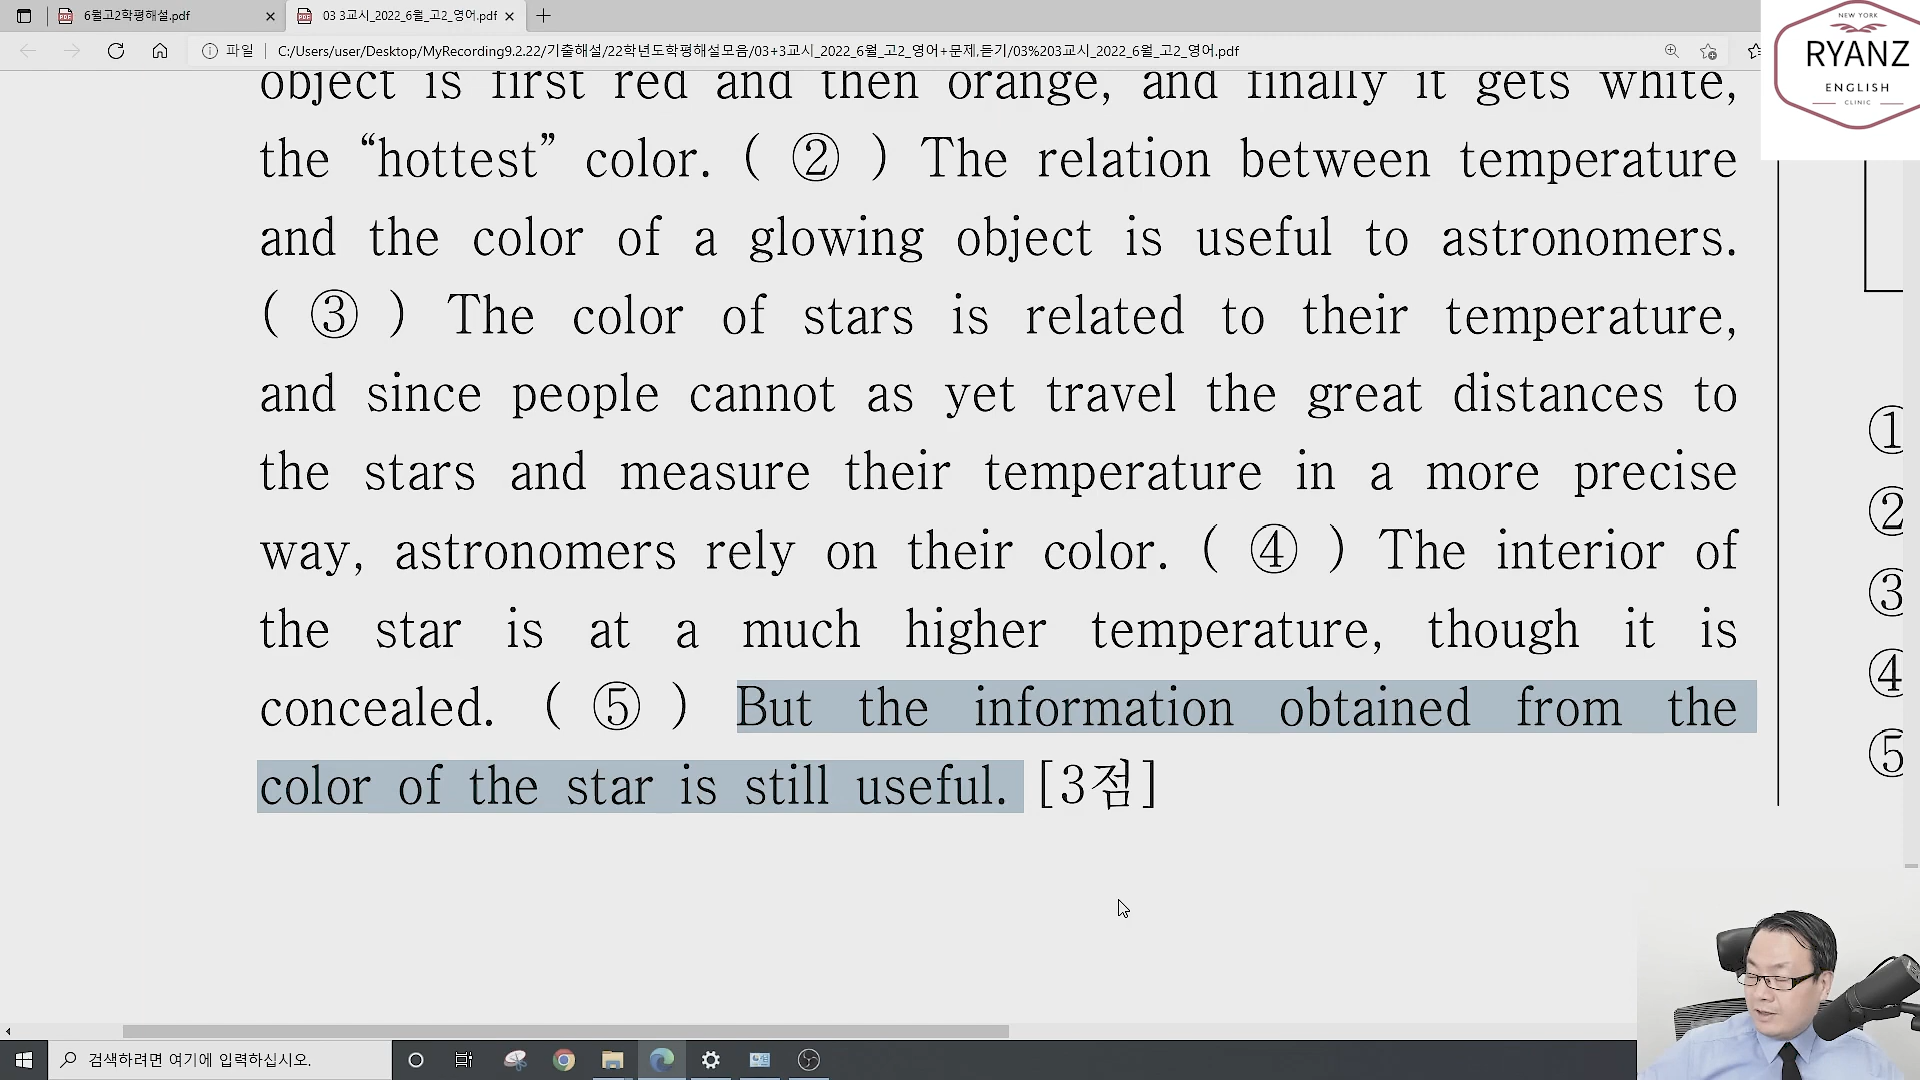 6월고2학평해설.pdf
03 3교시_2022_6월_고2_영어.pdf
파일
C:/Users/user/Desktop/MyRecording9.2.22/기출해설/22학년도학평해설모음/03+3교시_2022_6월_고2_영어+문제,듣기/03%203교시_2022_6월_고2_영어.pdf
NEW YORK
RYANZ
ENGLISH
CLINIC
object is first red and then orange, and finally it gets white,
the “hottest” color. ( ② ) The relation between temperature
and the color of a glowing object is useful to astronomers.
( ③ ) The color of stars is related to their temperature,
and since people cannot as yet travel the great distances to
the stars and measure their temperature in a more precise
way, astronomers rely on their color. ( ④ ) The interior of
the star is at a much higher temperature, though it is
concealed. ( ⑤ ) But the information obtained from the
color of the star is still useful. [3점]
①
②
③
④
⑤
검색하려면 여기에 입력하십시오.